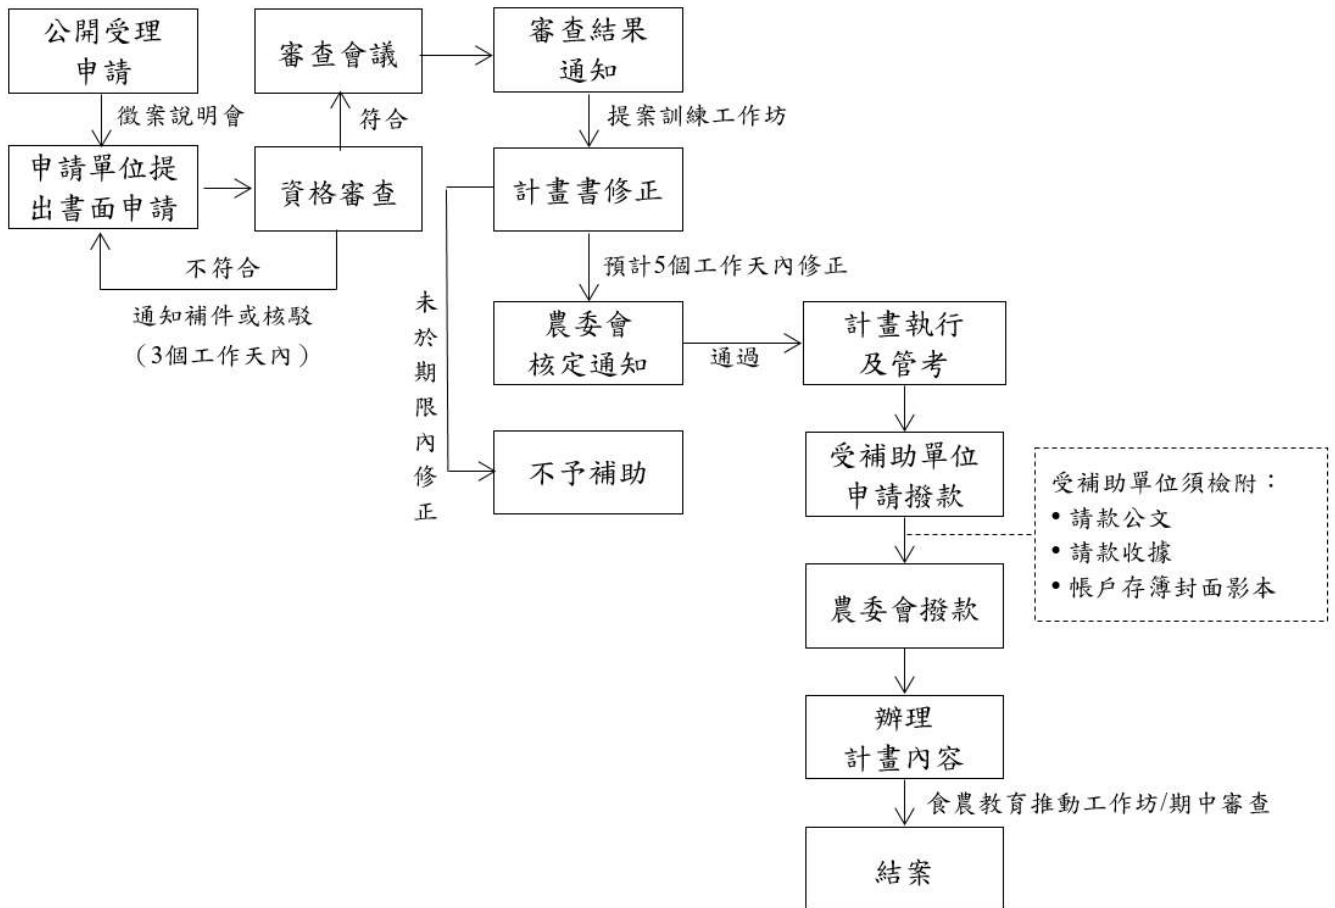 公開受理
申請
徵案說明會
申請單位提
出書面申請
資格審查
不符合
通知補件或核駁
（3個工作天內）
符合
審查會議
審查結果
通知
提案訓練工作坊
計畫書修正
未於期限內修正
不予補助
預計5個工作天內修正
農委會
核定通知
通過
計畫執行
及管考
受補助單位
申請撥款
受補助單位須檢附：
• 請款公文
• 請款收據
• 帳戶存簿封面影本
農委會撥款
辦理
計畫內容
食農教育推動工作坊/期中審查
結案